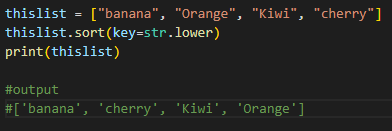 thislist = ["banana", "Orange", "Kiwi", "cherry"]
thislist.sort(key=str.lower)
print(thislist)
#output
#['banana', 'cherry', 'Kiwi', 'Orange']